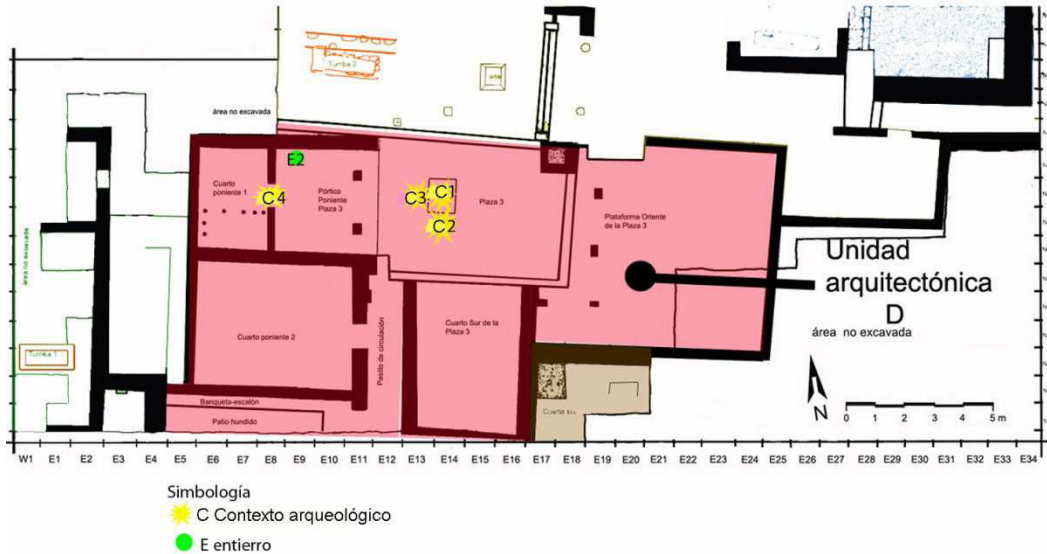 Tumba 2
altar
área no excavada
E2
Cuarto
poniente 1
C4
Pórtico
Poniente
Plaza 3
C3
C1
C2
Plaza 3
Plataforma Oriente
de la Plaza 3
Unidad
arquitectónica
D
área no excavada
área no excavada
Cuarto poniente 2
Pasillo de circulación
Cuarto Sur de la
Plaza 3
Tumba 1
Banqueta-escalón
Patio hundido
N
0 1 2 3 4 5 m
W1 E1 E2 E3 E4 E5 E6 E7 E8 E9 E10 E11 E12 E13 E14 E15 E16 E17 E18 E19 E20 E21 E22 E23 E24 E25 E26 E27 E28 E29 E30 E31 E32 E33 E34
Simbología
C Contexto arqueológico
E entierro